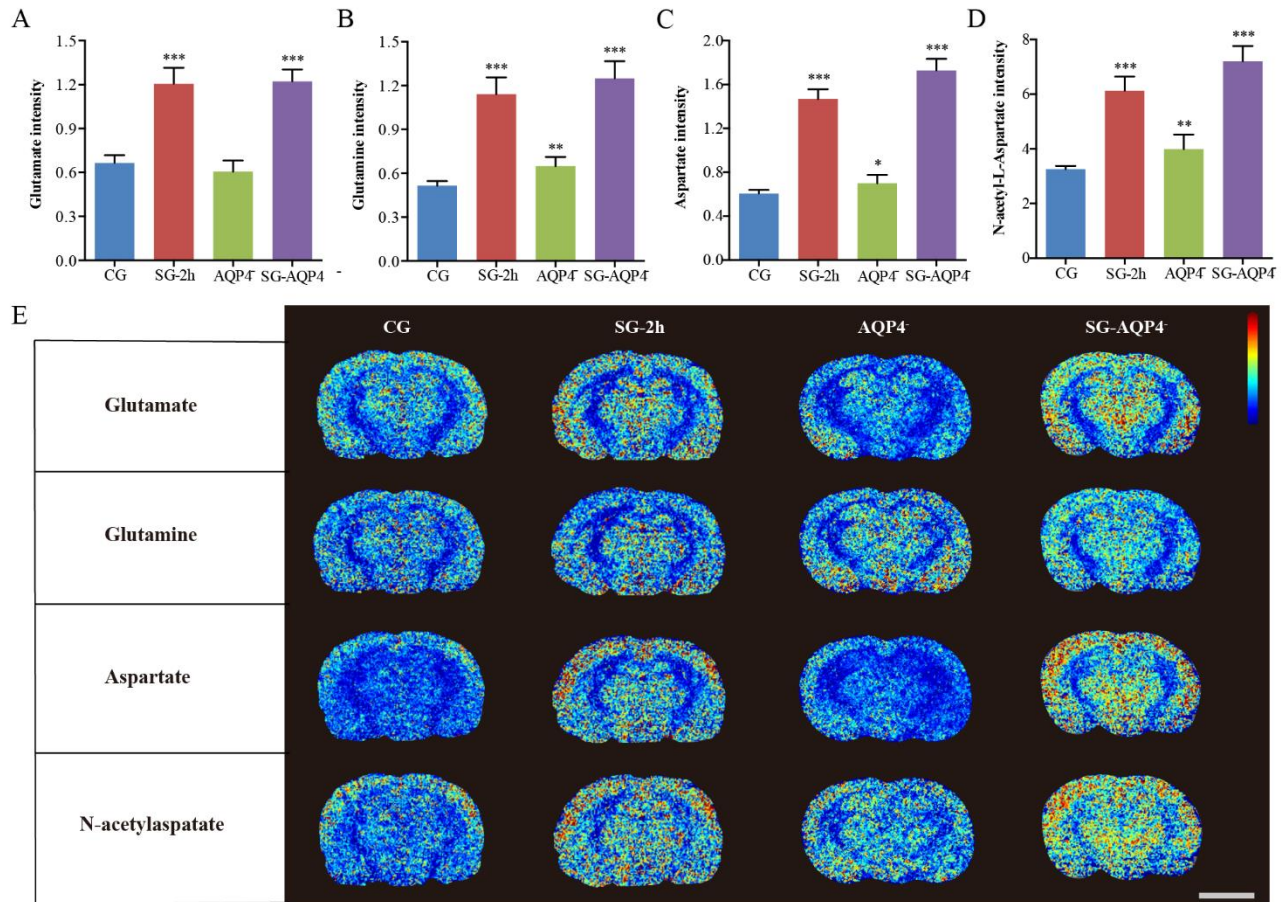 A
Glutamate intensity
1.5
1.2
0.9
0.6
0.3
0.0
***
***
CG
SG-2h
AQP4⁻
SG-AQP4 -
B
Glutamine intensity
1.5
1.2
0.9
0.6
0.3
0.0
***
**
***
CG
SG-2h
AQP4⁻
SG-AQP4⁻
C
Aspartate intensity
2.0
1.6
1.2
0.8
0.4
0.0
***
*
***
CG
SG-2h
AQP4⁻
SG-AQP4⁻
D
N-acetyl-L-Aspartate intensity
8
6
4
2
0
***
**
***
CG
SG-2h
AQP4⁻
SG-AQP4⁻
E
CG
SG-2h
AQP4⁻
SG-AQP4⁻
Glutamate
Glutamine
Aspartate
N-acetylaspatate